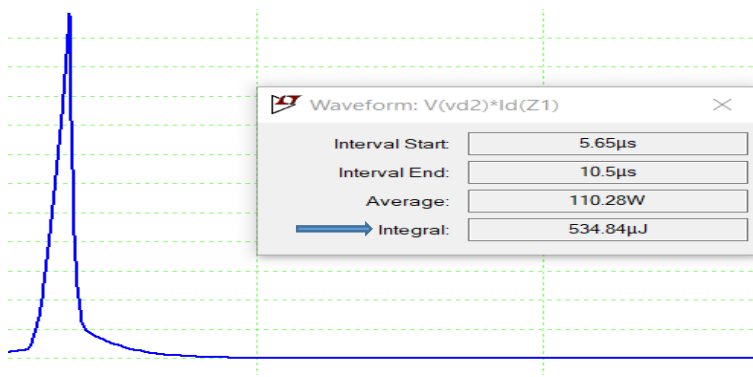 Waveform: V(vd2)*Id(Z1)
Interval Start: 5.65µs
Interval End: 10.5µs
Average: 110.28W
Integral: 534.84µJ